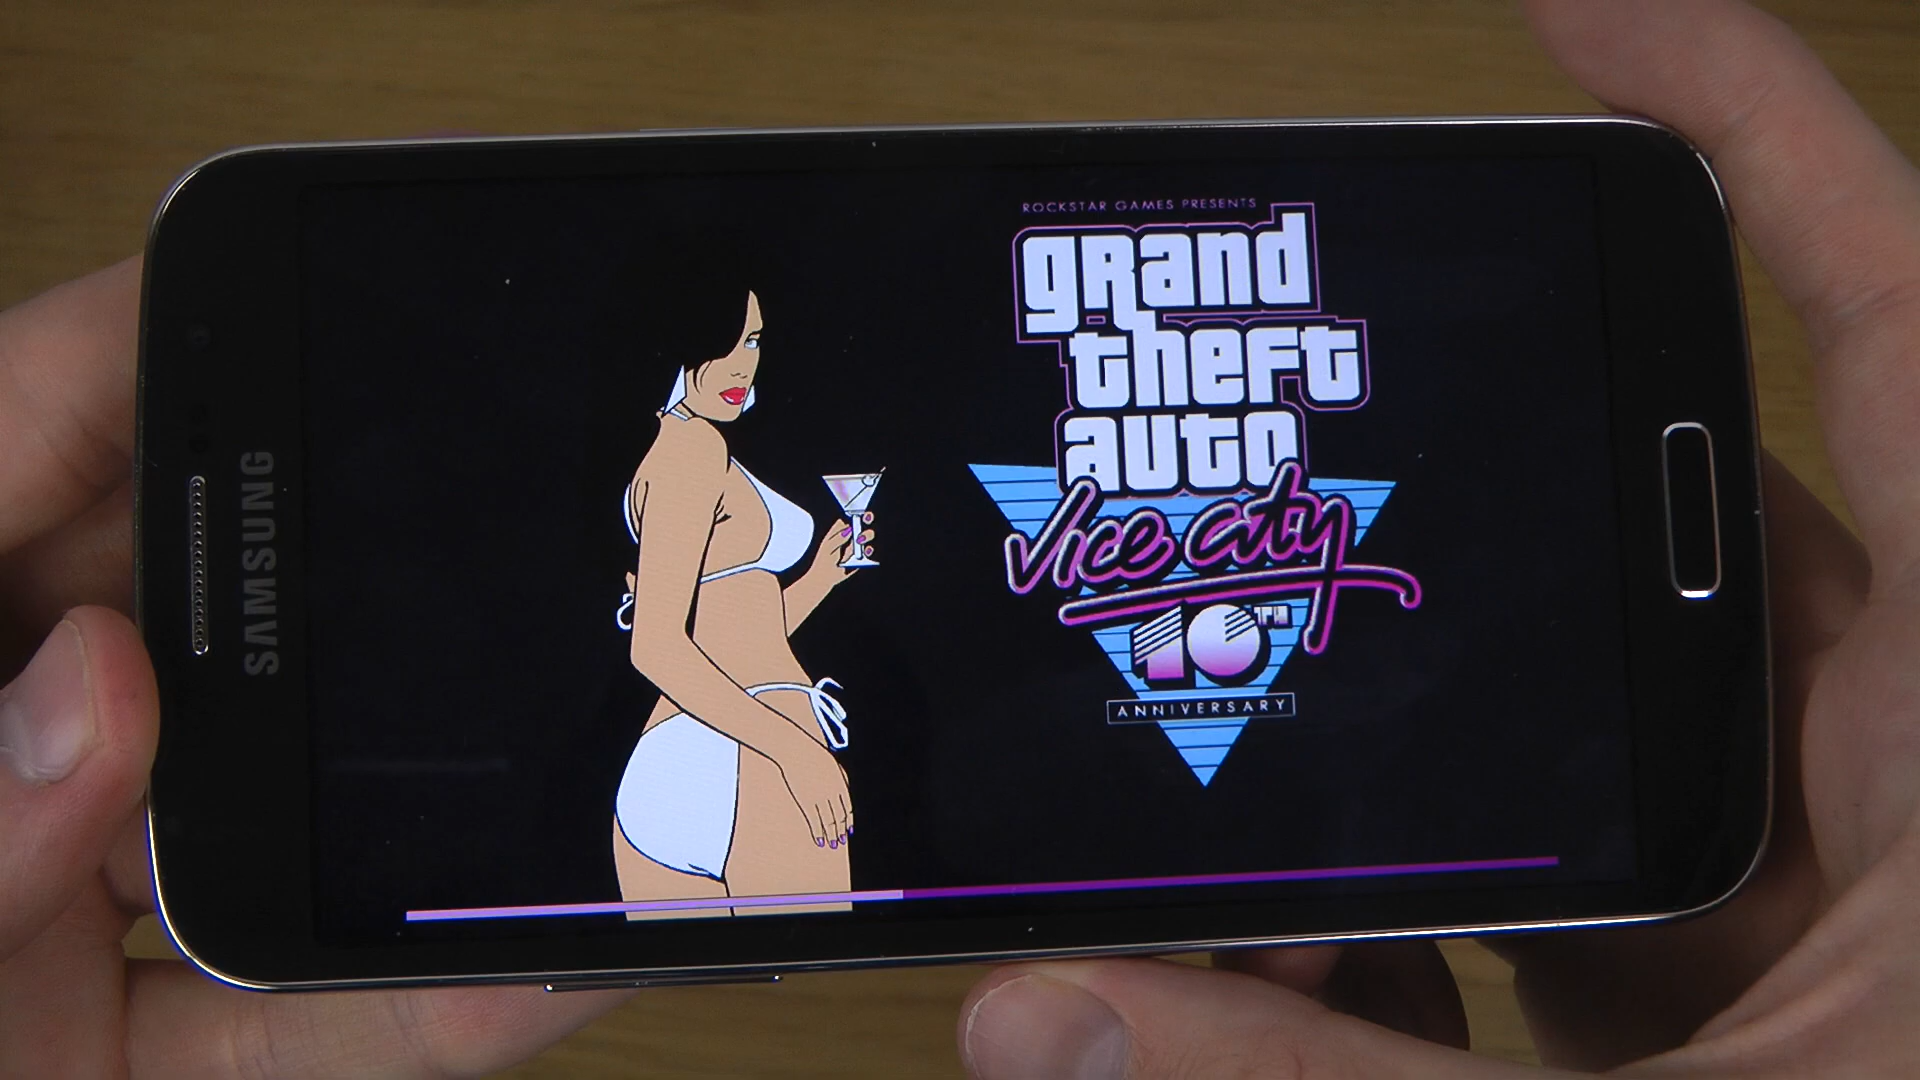 SAMSUNG
ROCKSTAR GAMES PRESENTS
grand
theft
auto
Vice City
10TH
ANNIVERSARY